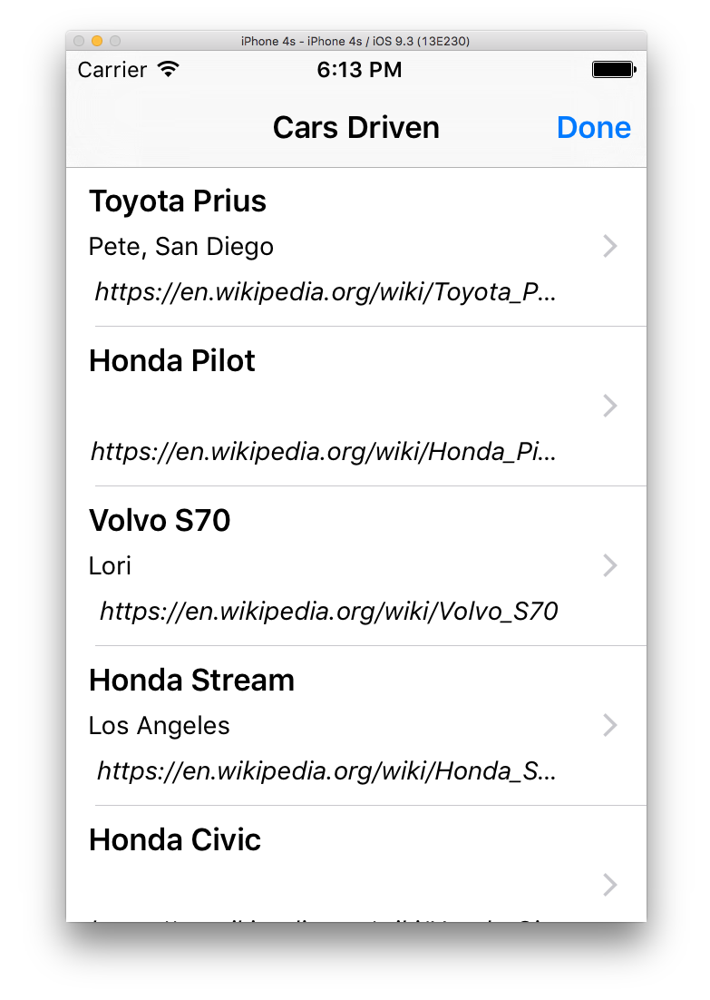 iPhone 4s - iPhone 4s / iOS 9.3 (13E230)
Carrier 6:13 PM
Cars Driven Done
Toyota Prius
Pete, San Diego
https://en.wikipedia.org/wiki/Toyota_P...
Honda Pilot
https://en.wikipedia.org/wiki/Honda_Pi...
Volvo S70
Lori
https://en.wikipedia.org/wiki/Volvo_S70
Honda Stream
Los Angeles
https://en.wikipedia.org/wiki/Honda_S...
Honda Civic